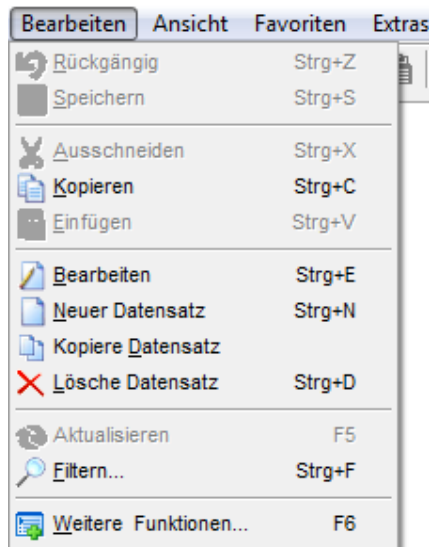 Bearbeiten Ansicht Favoriten Extras
Rückgängig Strg+Z
Speichern Strg+S
Ausschneiden Strg+X
Kopieren Strg+C
Einfügen Strg+V
Bearbeiten Strg+E
Neuer Datensatz Strg+N
Kopiere Datensatz
Lösche Datensatz Strg+D
Aktualisieren F5
Filtern... Strg+F
Weitere Funktionen... F6